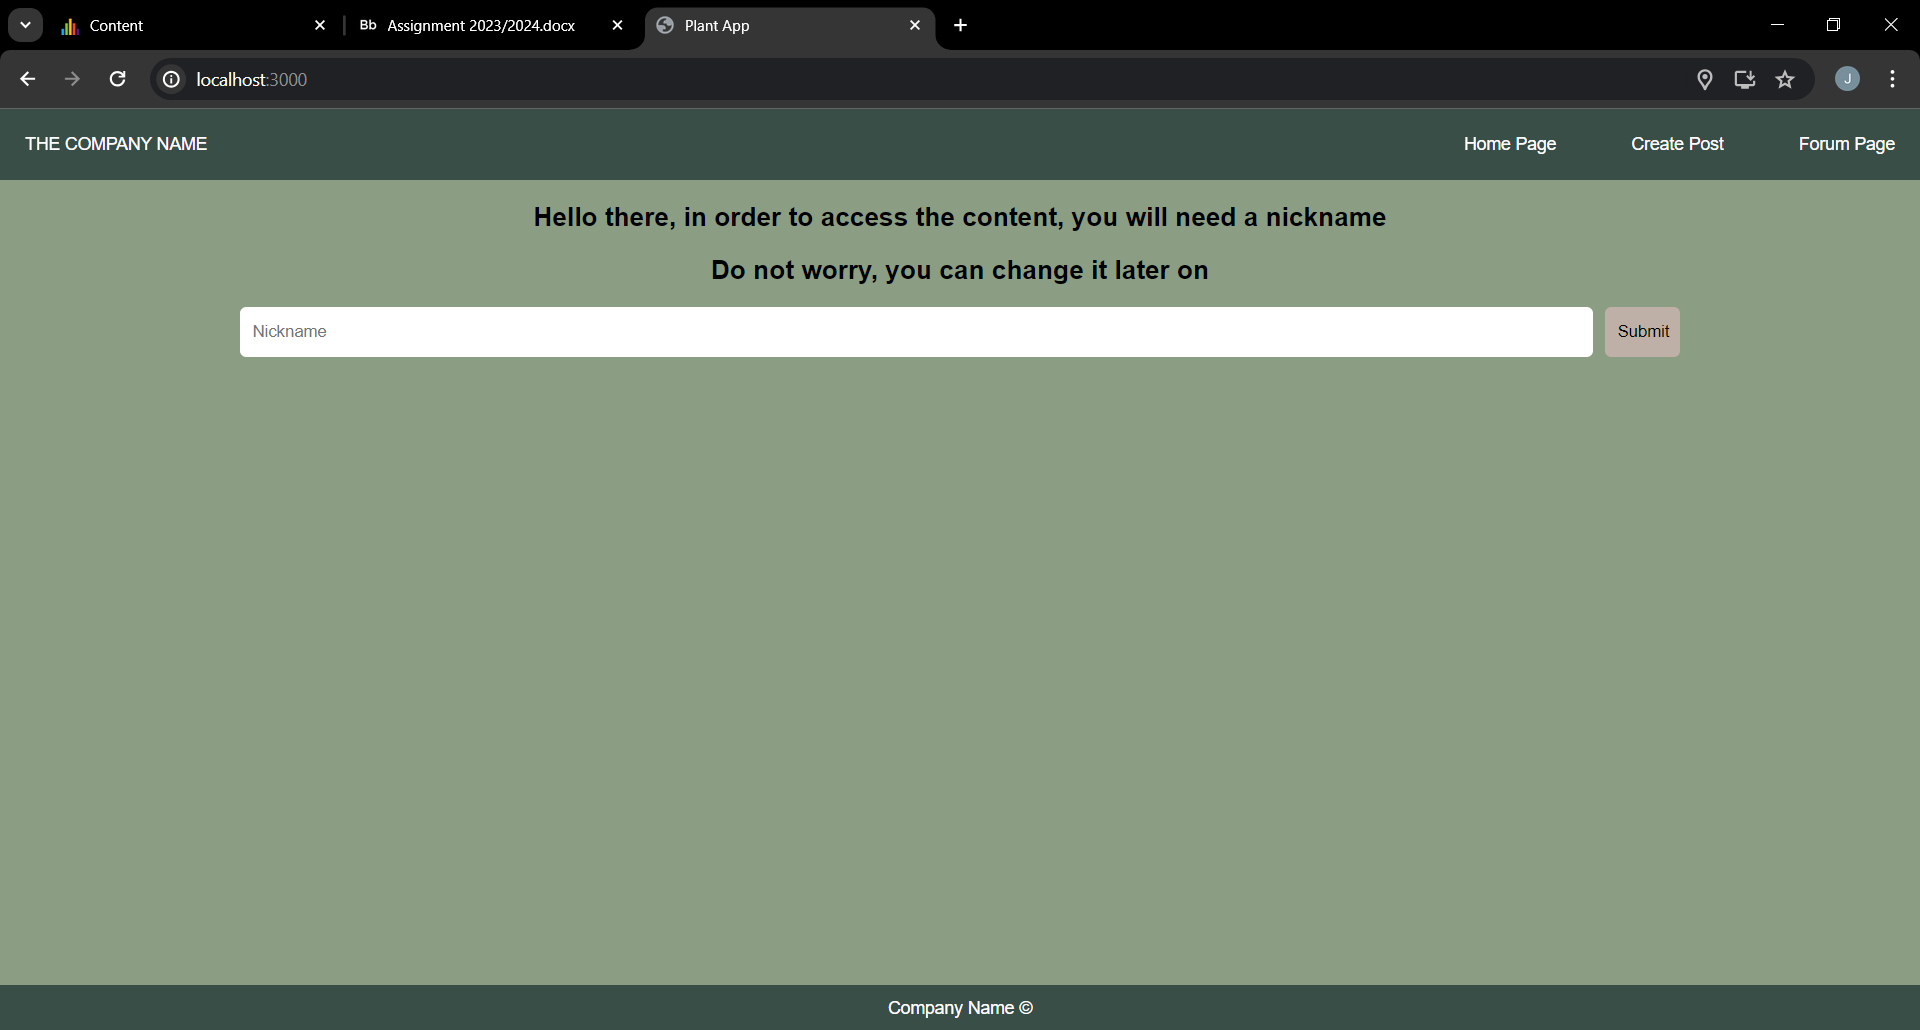 Content
Bb Assignment 2023/2024.docx
Plant App
localhost:3000
J
THE COMPANY NAME
Home Page
Create Post
Forum Page
Hello there, in order to access the content, you will need a nickname
Do not worry, you can change it later on
Nickname
Submit
Company Name ©